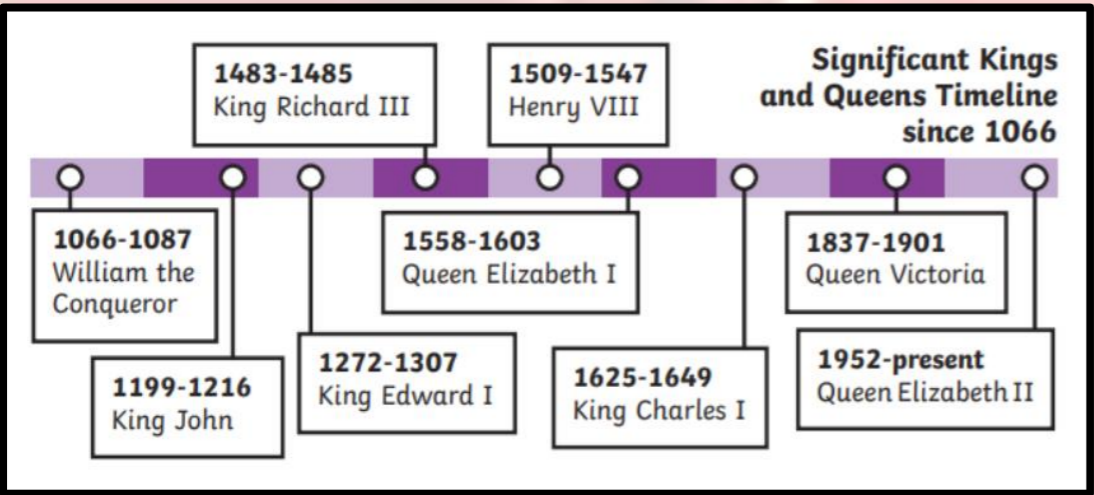 Significant Kings
and Queens Timeline
since 1066
1066-1087
William the
Conqueror
1199-1216
King John
1272-1307
King Edward I
1483-1485
King Richard III
1509-1547
Henry VIII
1558-1603
Queen Elizabeth I
1625-1649
King Charles I
1837-1901
Queen Victoria
1952-present
Queen Elizabeth II